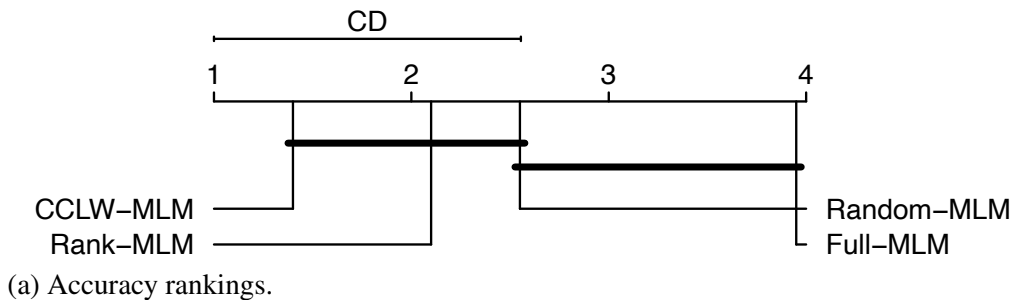 CD
1 2 3 4
CCLW–MLM Random–MLM
Rank–MLM Full–MLM
(a) Accuracy rankings.